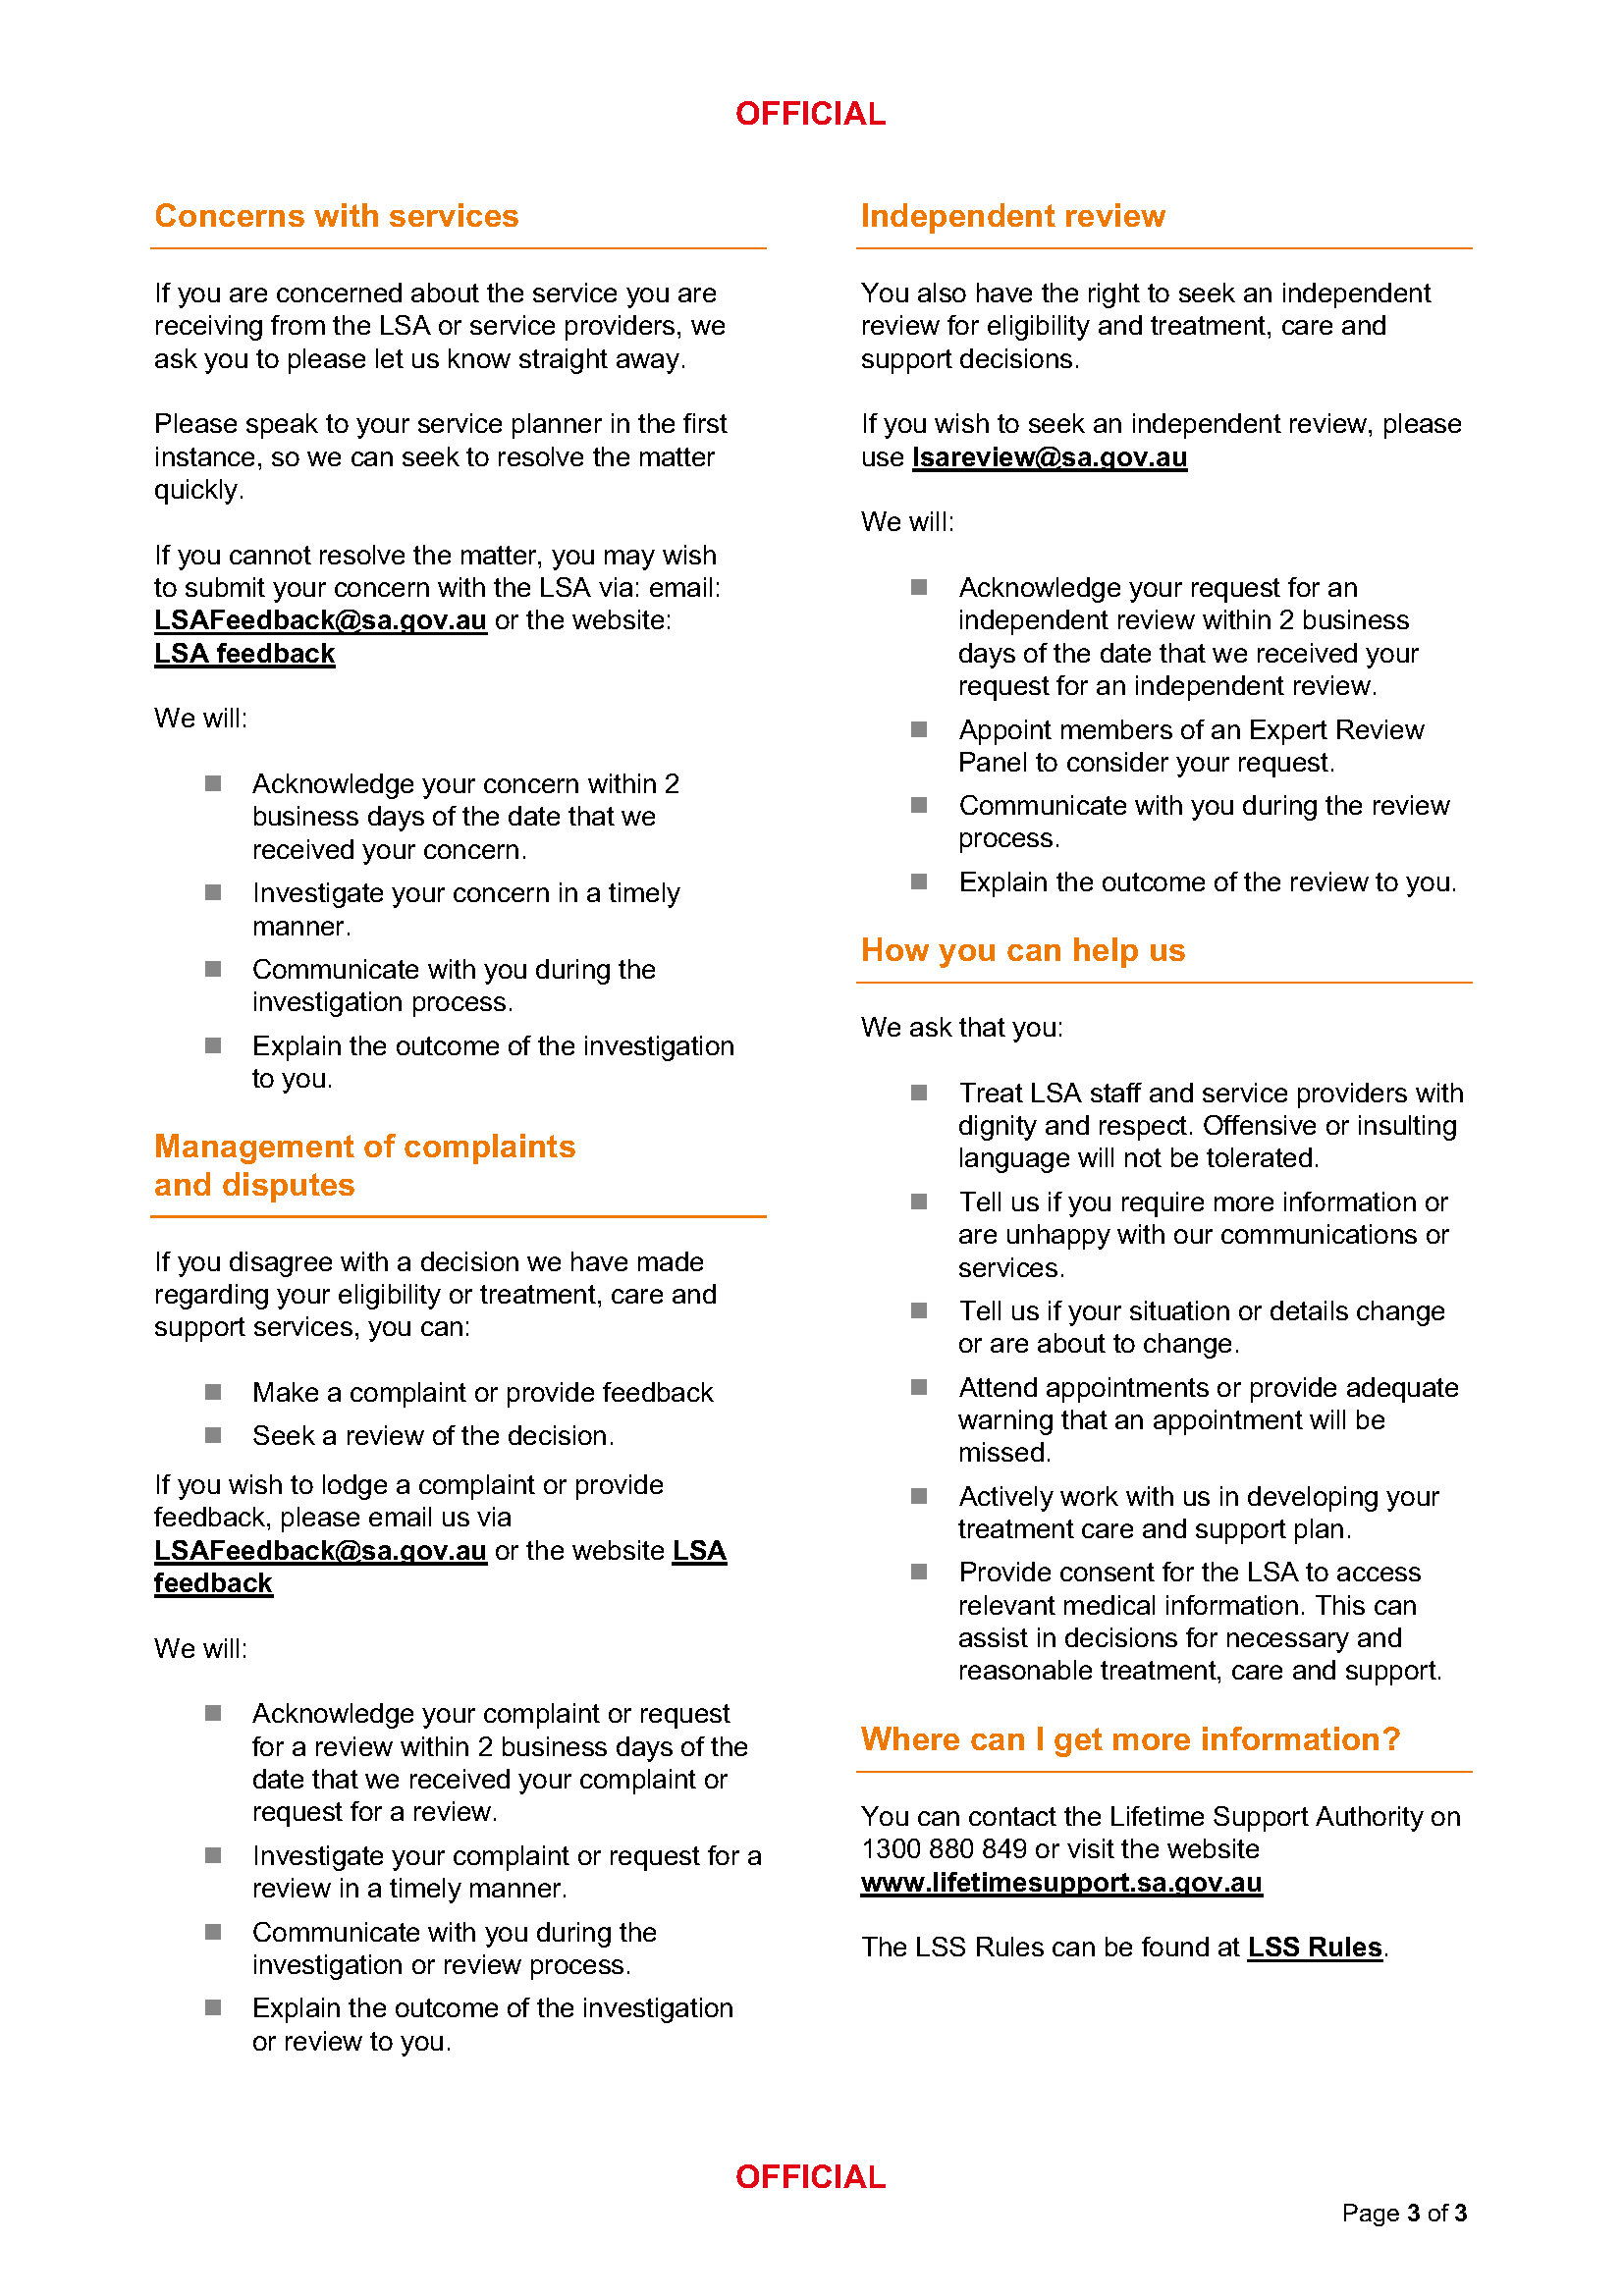 OFFICIAL
Concerns with services
If you are concerned about the service you are
receiving from the LSA or service providers, we
ask you to please let us know straight away.
Please speak to your service planner in the first
instance, so we can seek to resolve the matter
quickly.
If you cannot resolve the matter, you may wish
to submit your concern with the LSA via: email:
LSAFeedback@sa.gov.au or the website:
LSA feedback
We will:
■ Acknowledge your concern within 2
business days of the date that we
received your concern.
■ Investigate your concern in a timely
manner.
■ Communicate with you during the
investigation process.
■ Explain the outcome of the investigation
to you.
Management of complaints
and disputes
If you disagree with a decision we have made
regarding your eligibility or treatment, care and
support services, you can:
■ Make a complaint or provide feedback
■ Seek a review of the decision.
If you wish to lodge a complaint or provide
feedback, please email us via
LSAFeedback@sa.gov.au or the website LSA
feedback
We will:
■ Acknowledge your complaint or request
for a review within 2 business days of the
date that we received your complaint or
request for a review.
■ Investigate your complaint or request for a
review in a timely manner.
■ Communicate with you during the
investigation or review process.
■ Explain the outcome of the investigation
or review to you.
Independent review
You also have the right to seek an independent
review for eligibility and treatment, care and
support decisions.
If you wish to seek an independent review, please
use lsareview@sa.gov.au
We will:
■ Acknowledge your request for an
independent review within 2 business
days of the date that we received your
request for an independent review.
■ Appoint members of an Expert Review
Panel to consider your request.
■ Communicate with you during the review
process.
■ Explain the outcome of the review to you.
How you can help us
We ask that you:
■ Treat LSA staff and service providers with
dignity and respect. Offensive or insulting
language will not be tolerated.
■ Tell us if you require more information or
are unhappy with our communications or
services.
■ Tell us if your situation or details change
or are about to change.
■ Attend appointments or provide adequate
warning that an appointment will be
missed.
■ Actively work with us in developing your
treatment care and support plan.
■ Provide consent for the LSA to access
relevant medical information. This can
assist in decisions for necessary and
reasonable treatment, care and support.
Where can I get more information?
You can contact the Lifetime Support Authority on
1300 880 849 or visit the website
www.lifetimesupport.sa.gov.au
The LSS Rules can be found at LSS Rules.
OFFICIAL
Page 3 of 3